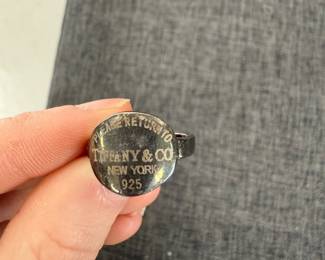 RETURN TO
TIFFANY & CO
NEW YORK
925